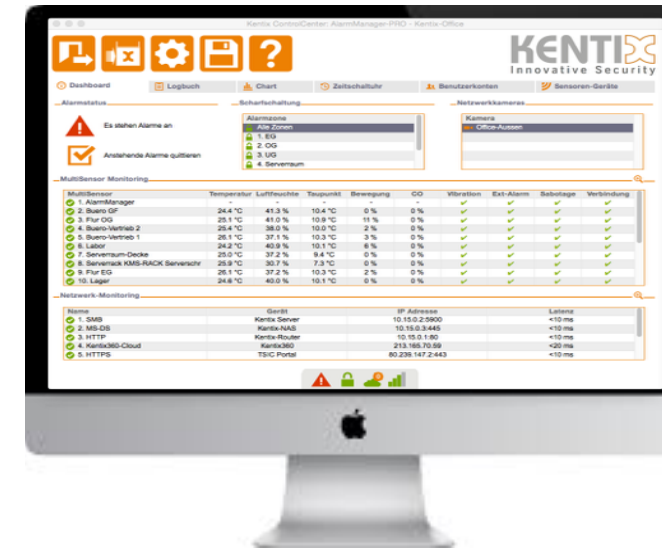 Kentix ControlCenter: AlarmManager-PRO - Kentix-Office
KENTIX
Innovative Security
Dashboard Logbuch Chart Zeitschaltuhr Benutzerkonten Sensoren-Geräte
Alarmstatus Scharfschaltung Netzwerkkameras
Es stehen Alarme an
Anstehende Alarme quittieren
Alarmzone
Alle Zonen
1. EG
2. OG
3. UG
4. Serverraum
Kamera
Office-Aussen
MultiSensor Monitoring
MultiSensor Temperatur Luftfeuchte Taupunkt Bewegung CO Vibration Ext-Alarm Sabotage Verbindung
1. AlarmManager - - - - -
2. Buero GF 24.4 °C 41.3 % 10.4 °C 0 % 0 %
3. Flur OG 25.1 °C 41.0 % 10.9 °C 11 % 0 %
4. Buero-Vertrieb 2 25.4 °C 38.0 % 10.0 °C 2 % 0 %
5. Buero-Vertrieb 1 26.1 °C 37.1 % 10.3 °C 3 % 0 %
6. Labor 24.2 °C 40.9 % 10.1 °C 6 % 0 %
7. Serverraum-Decke 25.0 °C 37.2 % 9.4 °C 0 % 0 %
8. Serverrack KMS-RACK Serverschr 25.9 °C 30.7 % 7.3 °C 0 % 0 %
9. Flur EG 26.1 °C 37.2 % 10.3 °C 2 % 0 %
10. Lager 24.6 °C 40.0 % 10.1 °C 0 % 0 %
Netzwerk-Monitoring
Name Gerät IP Adresse Latenz
1. SMB Kentix Server 10.15.0.2:5900 <10 ms
2. MS-DS Kentix-NAS 10.15.0.3:445 <10 ms
3. HTTP Kentix-Router 10.15.0.1:80 <10 ms
4. Kentix360-Cloud Kentix360 213.165.70.59 <20 ms
5. HTTPS TSIC Portal 80.239.147.2:443 <10 ms